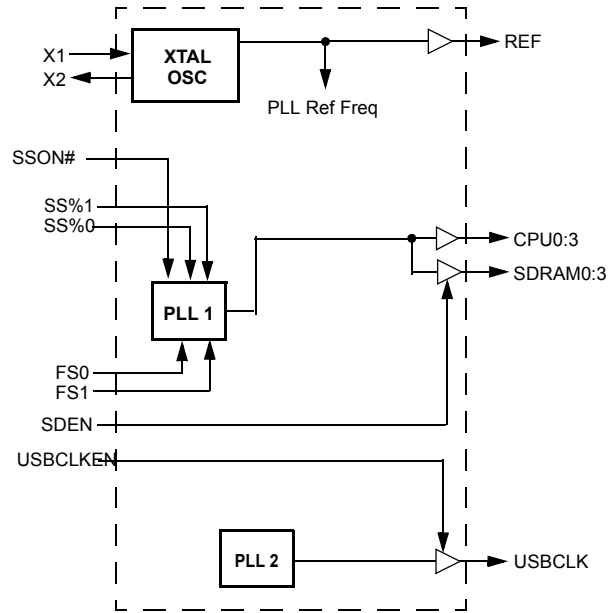 X1
X2
XTAL
OSC
REF
PLL Ref Freq
SSON#
SS%1
SS%0
CPU0:3
SDRAM0:3
PLL 1
FS0
FS1
SDEN
USBCLKEN
PLL 2
USBCLK